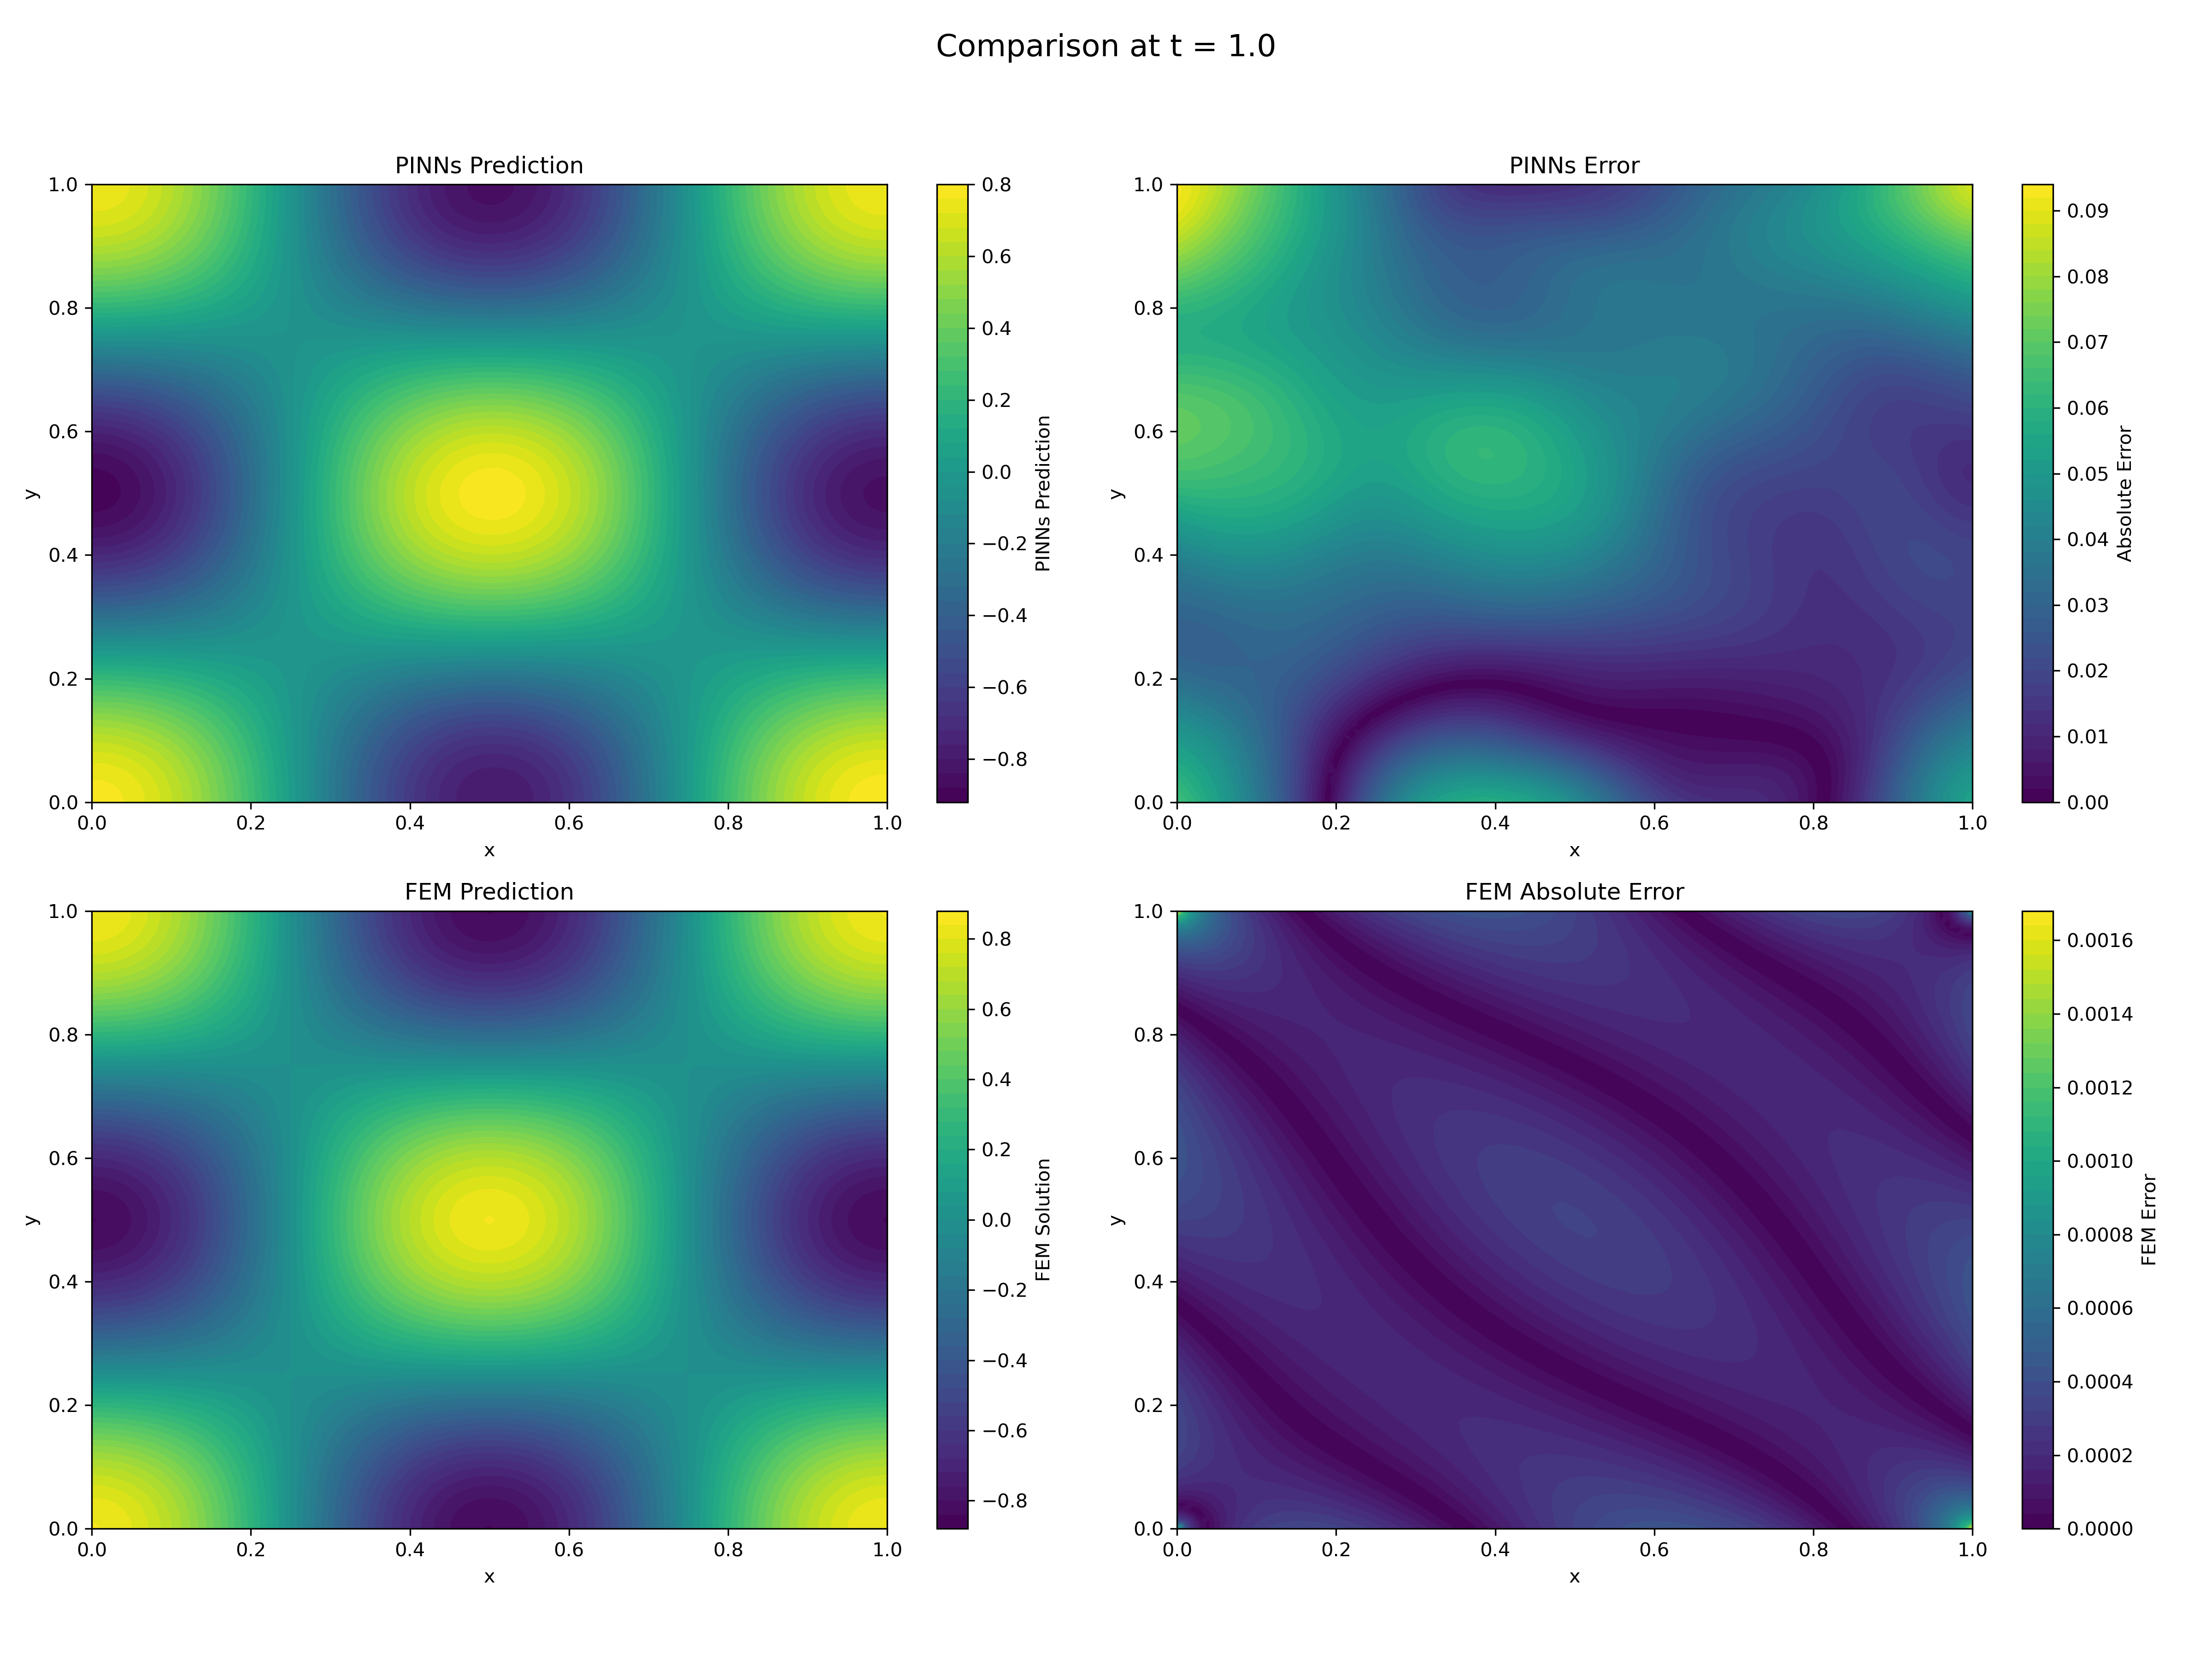 Comparison at t = 1.0
PINNs Prediction
1.0
0.8
0.6
0.4
0.2
0.0
y
0.0 0.2 0.4 0.6 0.8 1.0
x
0.8
0.6
0.4
0.2
0.0
−0.2
−0.4
−0.6
−0.8
PINNs Prediction
PINNs Error
1.0
0.8
0.6
0.4
0.2
0.0
y
0.0 0.2 0.4 0.6 0.8 1.0
x
0.09
0.08
0.07
0.06
0.05
0.04
0.03
0.02
0.01
0.00
Absolute Error
FEM Prediction
1.0
0.8
0.6
0.4
0.2
0.0
y
0.0 0.2 0.4 0.6 0.8 1.0
x
0.8
0.6
0.4
0.2
0.0
−0.2
−0.4
−0.6
−0.8
FEM Solution
FEM Absolute Error
1.0
0.8
0.6
0.4
0.2
0.0
y
0.0 0.2 0.4 0.6 0.8 1.0
x
0.0016
0.0014
0.0012
0.0010
0.0008
0.0006
0.0004
0.0002
0.0000
FEM Error